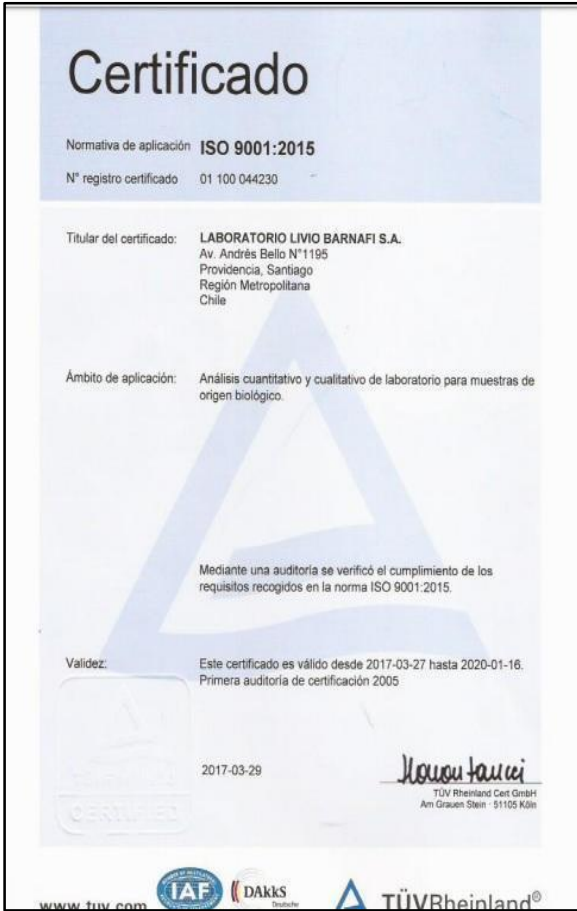 Certificado
Normativa de aplicación ISO 9001:2015
N° registro certificado 01 100 044230
Titular del certificado: LABORATORIO LIVIO BARNAFI S.A.
Av. Andrés Bello N°1195
Providencia, Santiago
Región Metropolitana
Chile
Ámbito de aplicación: Análisis cuantitativo y cualitativo de laboratorio para muestras de
origen biológico.
Mediante una auditoría se verificó el cumplimiento de los
requisitos recogidos en la norma ISO 9001:2015.
Validez: Este certificado es válido desde 2017-03-27 hasta 2020-01-16.
Primera auditoría de certificación 2005
CERTIFIED
2017-03-29
TÜV Rheinland Cert GmbH
Am Grauen Stein · 51105 Köln
www.tuv.com
IAF
DAkkS
Deutsche
TÜVRheinland®